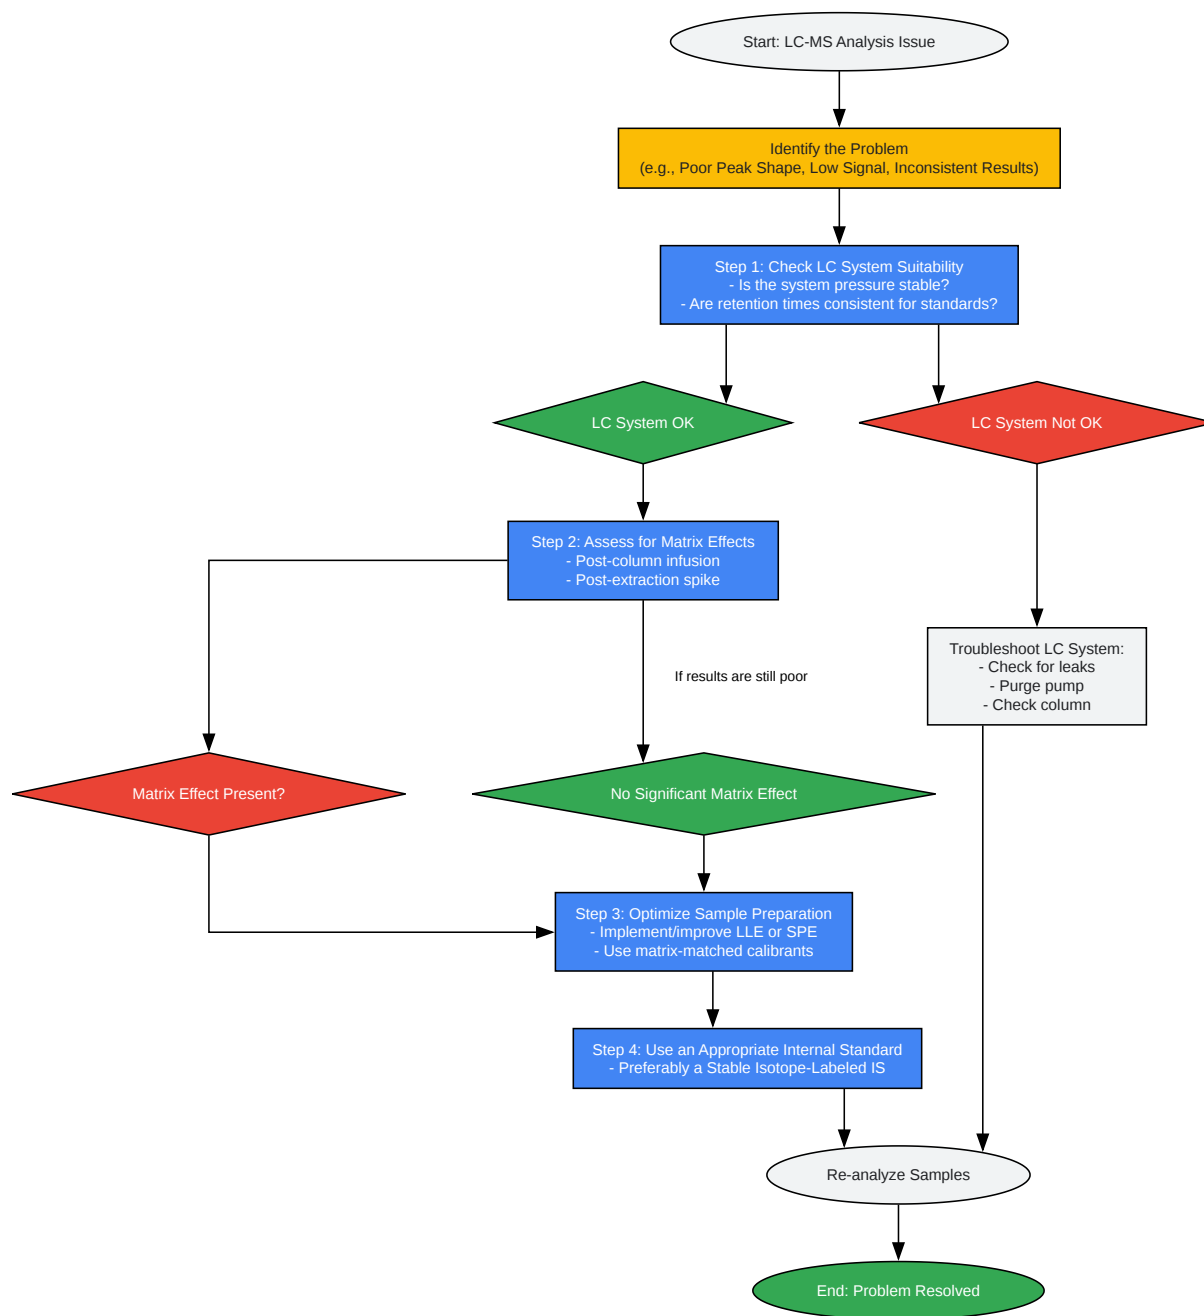 Start: LC-MS Analysis Issue
Identify the Problem
(e.g., Poor Peak Shape, Low Signal, Inconsistent Results)
Step 1: Check LC System Suitability
- Is the system pressure stable?
- Are retention times consistent for standards?
LC System OK
LC System Not OK
Step 2: Assess for Matrix Effects
- Post-column infusion
- Post-extraction spike
Troubleshoot LC System:
- Check for leaks
- Purge pump
- Check column
If results are still poor
Matrix Effect Present?
No Significant Matrix Effect
Step 3: Optimize Sample Preparation
- Implement/improve LLE or SPE
- Use matrix-matched calibrants
Step 4: Use an Appropriate Internal Standard
- Preferably a Stable Isotope-Labeled IS
Re-analyze Samples
End: Problem Resolved